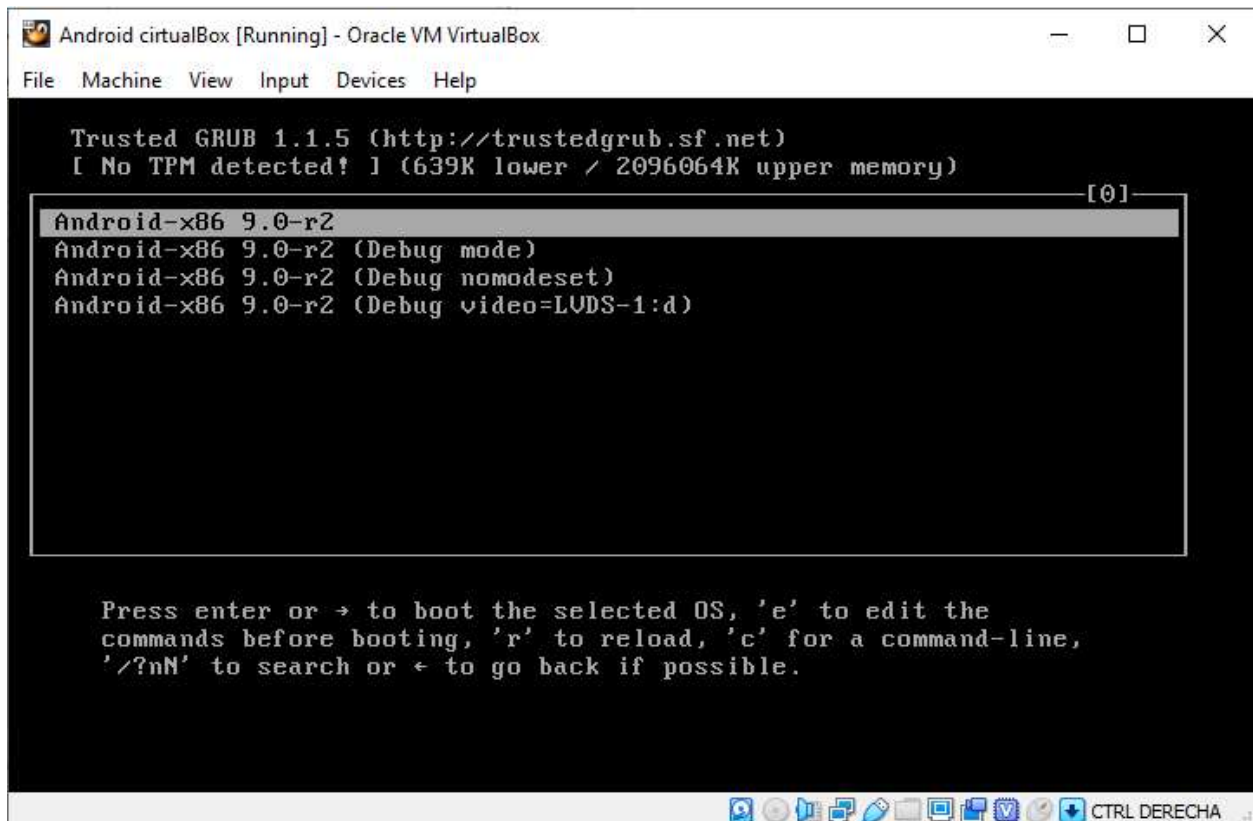 Android cirtualBox [Running] - Oracle VM VirtualBox
File Machine View Input Devices Help
Trusted GRUB 1.1.5 (http://trustedgrub.sf.net)
[ No TPM detected! ] (639K lower / 2096064K upper memory)
[0]
Android-x86 9.0-r2
Android-x86 9.0-r2 (Debug mode)
Android-x86 9.0-r2 (Debug nomodeset)
Android-x86 9.0-r2 (Debug video=LVDS-1:d)
Press enter or → to boot the selected OS, 'e' to edit the
commands before booting, 'r' to reload, 'c' for a command-line,
'/?nN' to search or ← to go back if possible.
CTRL DERECHA